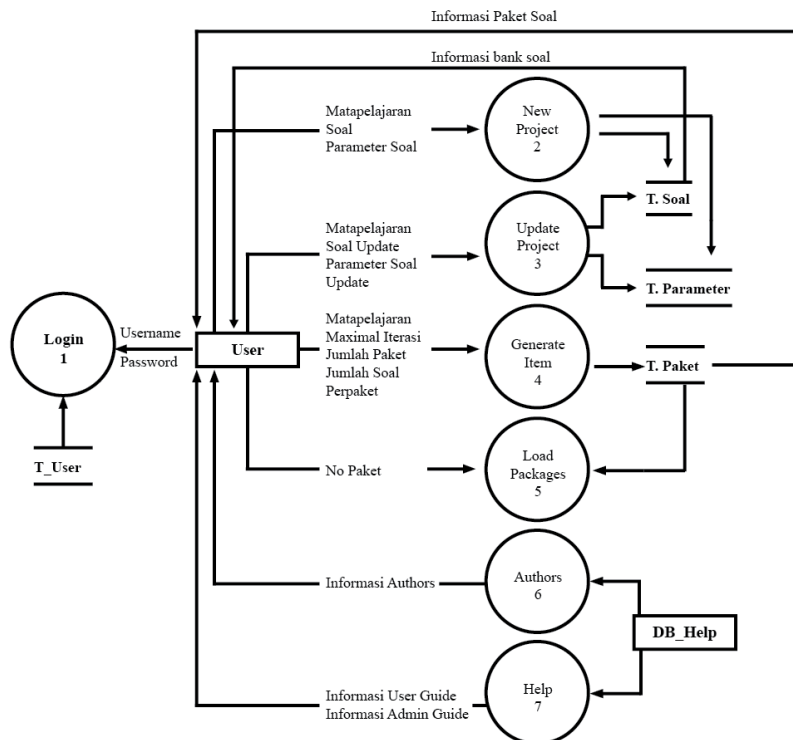 Informasi Paket Soal
Informasi bank soal
Matapelajaran
Soal
Parameter Soal
New
Project
2
T. Soal
Matapelajaran
Soal Update
Parameter Soal
Update
Update
Project
3
T. Parameter
Login
1
Username
Password
User
Matapelajaran
Maximal Iterasi
Jumlah Paket
Jumlah Soal
Perpaket
Generate
Item
4
T. Paket
T_User
No Paket
Load
Packages
5
Informasi Authors
Authors
6
DB_Help
Informasi User Guide
Informasi Admin Guide
Help
7